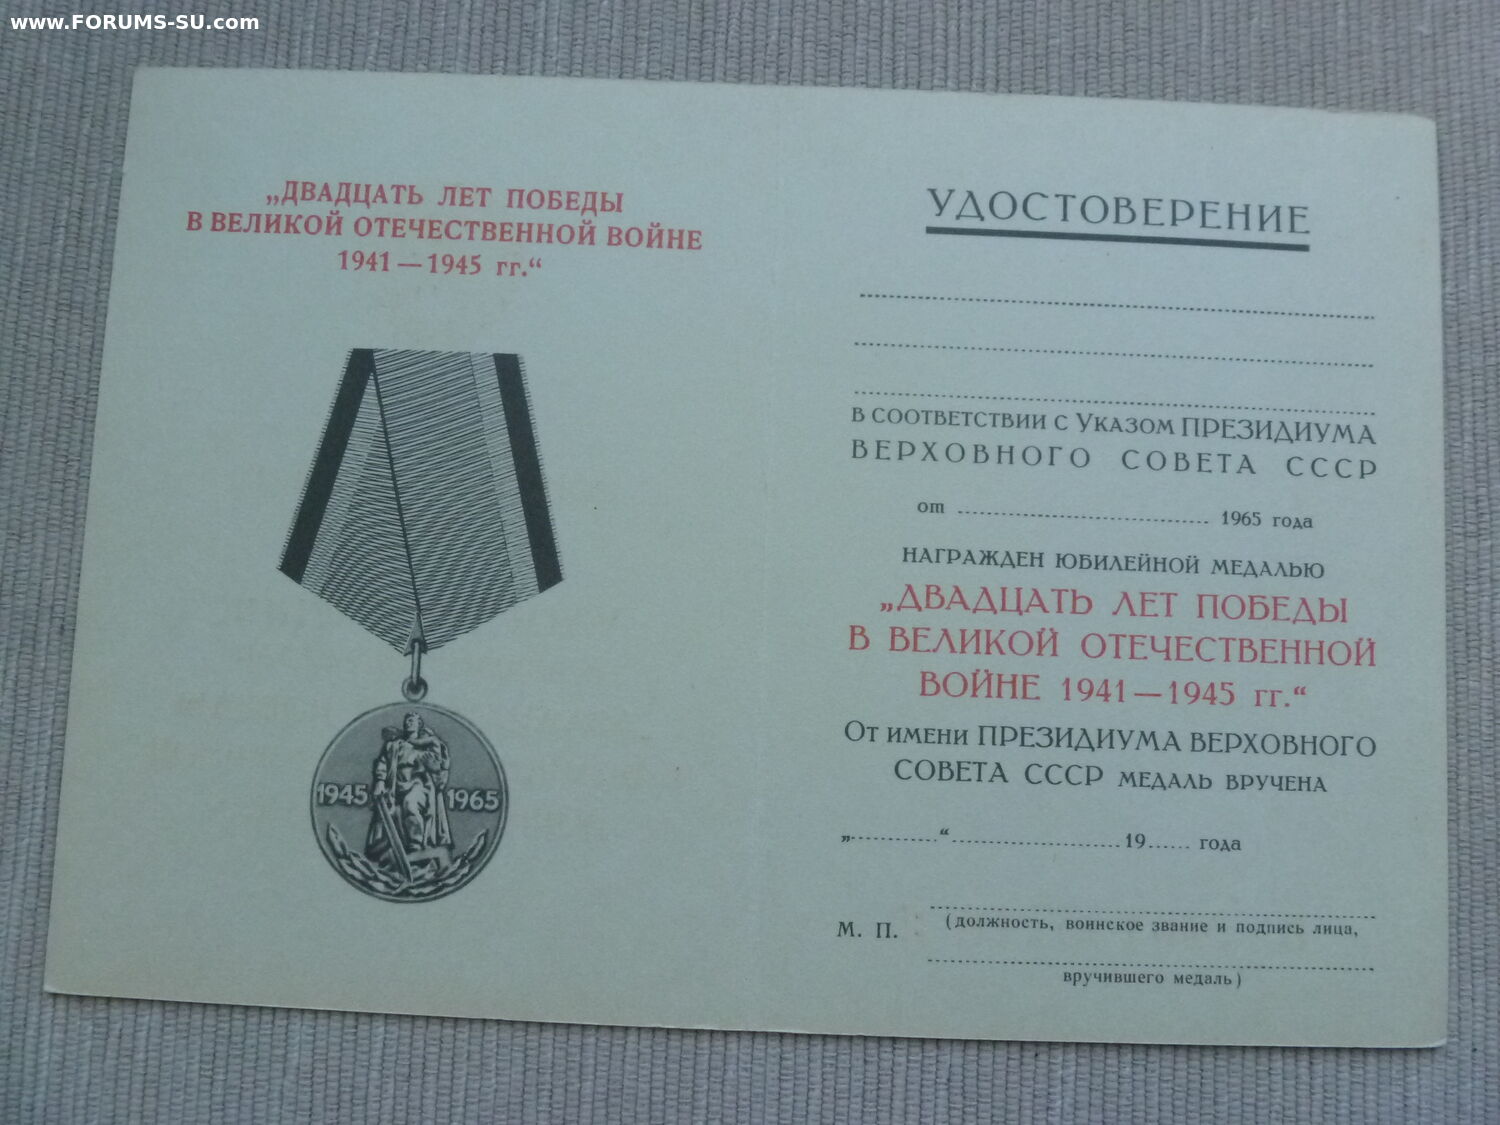 www.FORUMS-SU.com
„ДВАДЦАТЬ ЛЕТ ПОБЕДЫ
В ВЕЛИКОЙ ОТЕЧЕСТВЕННОЙ ВОЙНЕ
1941—1945 гг.“
1945 1965
УДОСТОВЕРЕНИЕ
В СООТВЕТСТВИИ С УКАЗОМ ПРЕЗИДИУМА
ВЕРХОВНОГО СОВЕТА СССР
от ........................ 1965 года
НАГРАЖДЕН ЮБИЛЕЙНОЙ МЕДАЛЬЮ
„ДВАДЦАТЬ ЛЕТ ПОБЕДЫ
В ВЕЛИКОЙ ОТЕЧЕСТВЕННОЙ
ВОЙНЕ 1941—1945 гг.“
От имени ПРЕЗИДИУМА ВЕРХОВНОГО
СОВЕТА СССР МЕДАЛЬ ВРУЧЕНА
„............“........................19...... года
М. П.
(должность, воинское звание и подпись лица,
вручившего медаль)